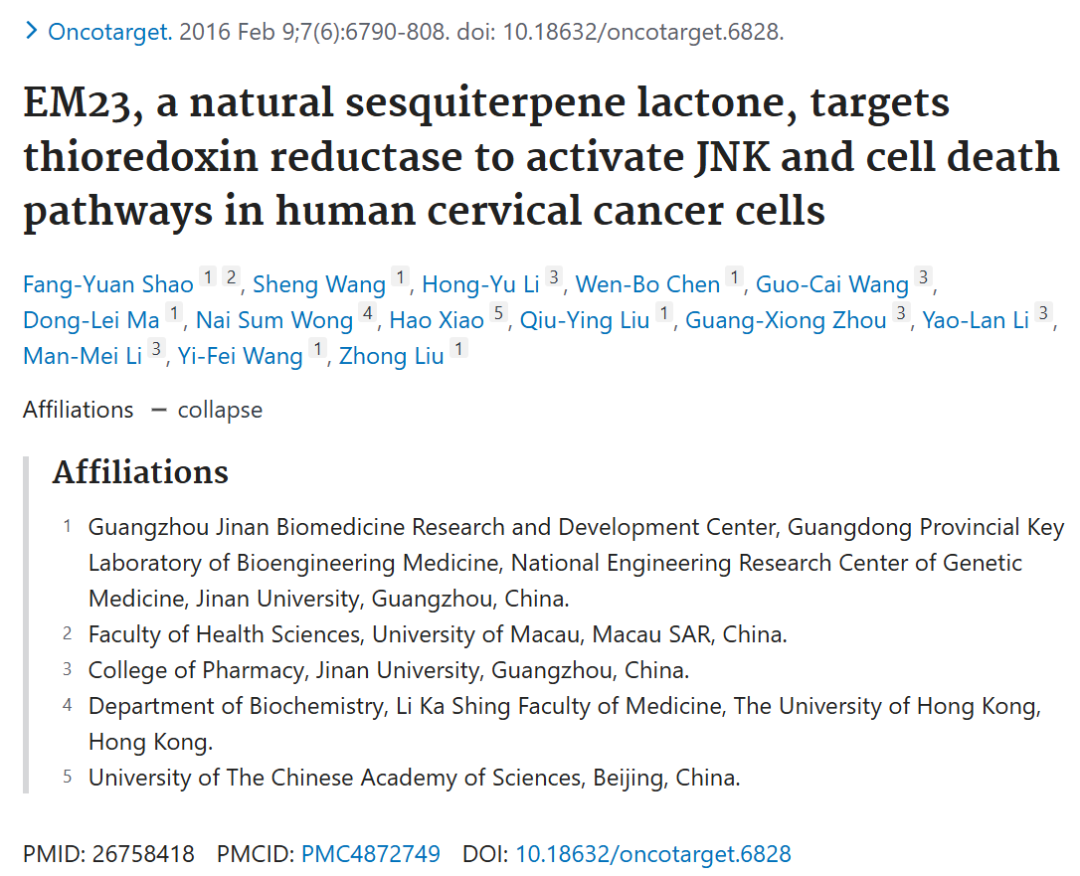 > Oncotarget. 2016 Feb 9;7(6):6790-808. doi: 10.18632/oncotarget.6828.
EM23, a natural sesquiterpene lactone, targets
thioredoxin reductase to activate JNK and cell death
pathways in human cervical cancer cells
Fang-Yuan Shao 1 2, Sheng Wang 1, Hong-Yu Li 3, Wen-Bo Chen 1, Guo-Cai Wang 3,
Dong-Lei Ma 1, Nai Sum Wong 4, Hao Xiao 5, Qiu-Ying Liu 1, Guang-Xiong Zhou 3, Yao-Lan Li 3,
Man-Mei Li 3, Yi-Fei Wang 1, Zhong Liu 1
Affiliations — collapse
Affiliations
1 Guangzhou Jinan Biomedicine Research and Development Center, Guangdong Provincial Key
Laboratory of Bioengineering Medicine, National Engineering Research Center of Genetic
Medicine, Jinan University, Guangzhou, China.
2 Faculty of Health Sciences, University of Macau, Macau SAR, China.
3 College of Pharmacy, Jinan University, Guangzhou, China.
4 Department of Biochemistry, Li Ka Shing Faculty of Medicine, The University of Hong Kong,
Hong Kong.
5 University of The Chinese Academy of Sciences, Beijing, China.
PMID: 26758418 PMCID: PMC4872749 DOI: 10.18632/oncotarget.6828